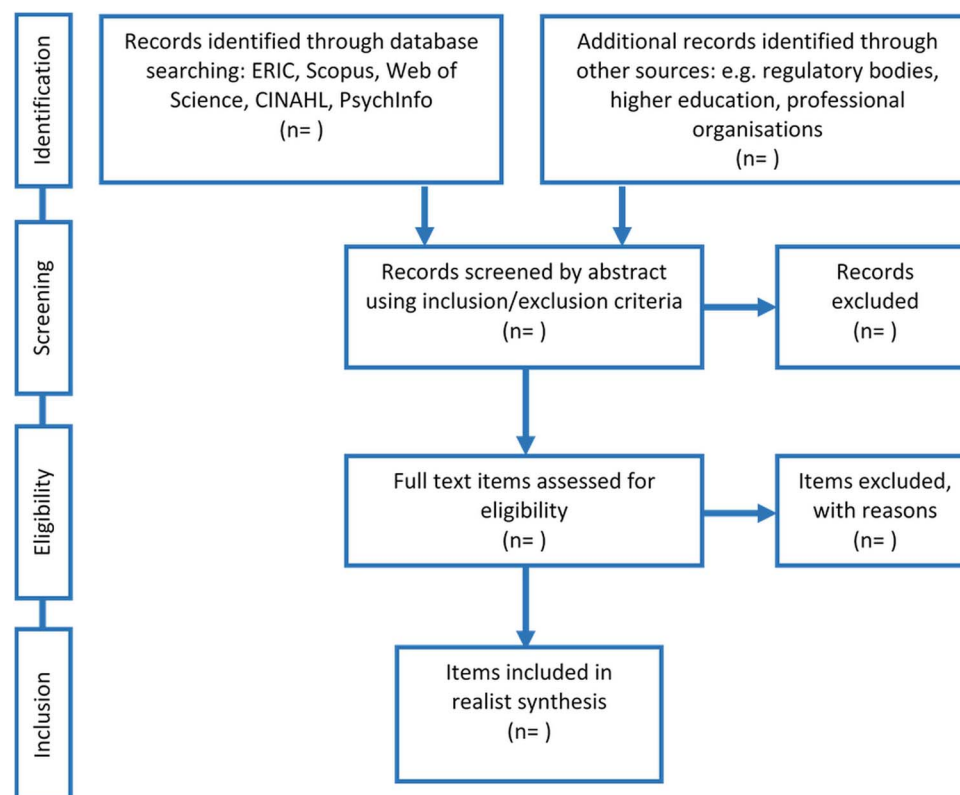 Identification
Records identified through database
searching: ERIC, Scopus, Web of
Science, CINAHL, PsychInfo
(n= )
Additional records identified through
other sources: e.g. regulatory bodies,
higher education, professional
organisations
(n= )
Screening
Records screened by abstract
using inclusion/exclusion criteria
(n= )
Records
excluded
(n= )
Eligibility
Full text items assessed for
eligibility
(n= )
Items excluded,
with reasons
(n= )
Inclusion
Items included in
realist synthesis
(n= )